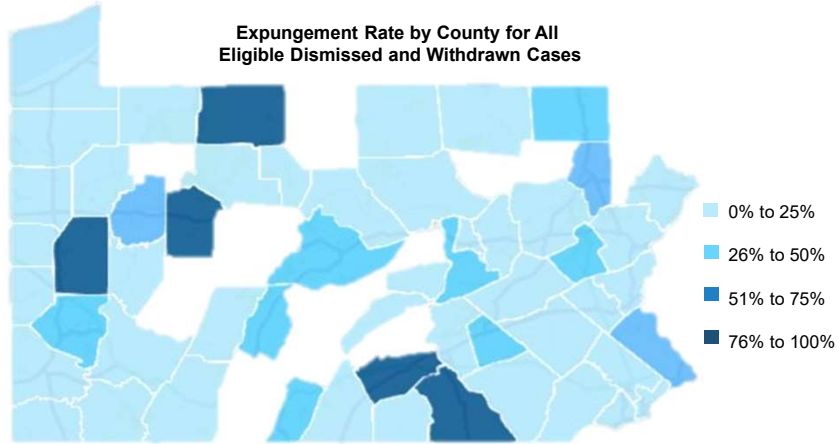 Expungement Rate by County for All
Eligible Dismissed and Withdrawn Cases
0% to 25%
26% to 50%
51% to 75%
76% to 100%